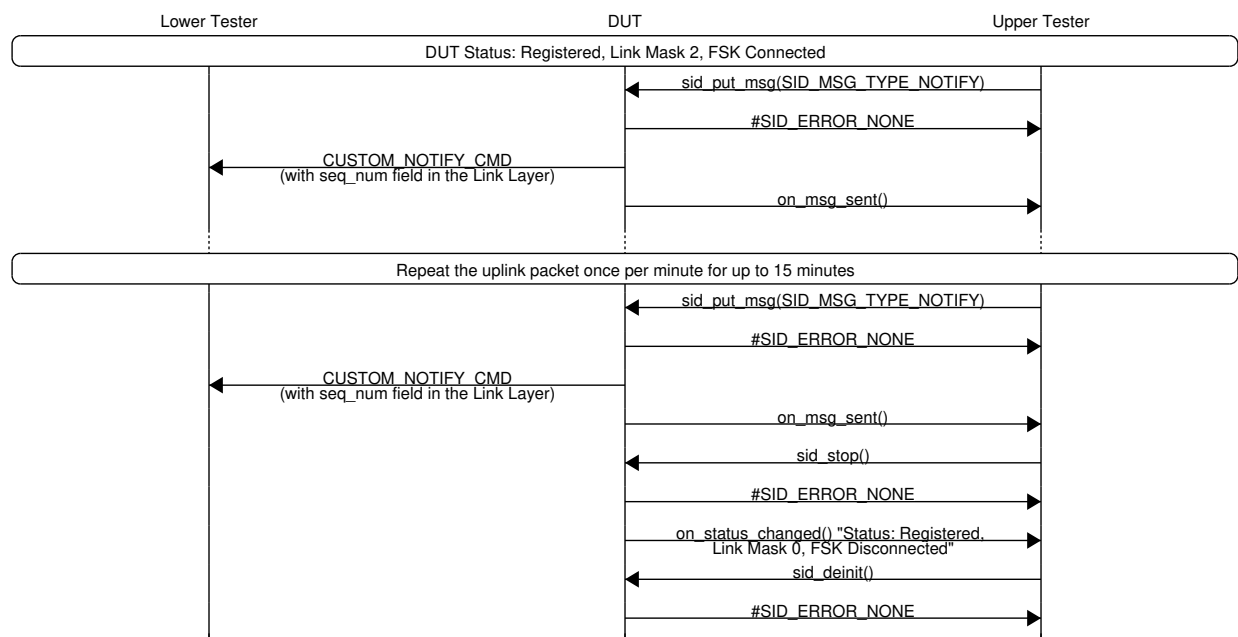 Lower Tester DUT Upper Tester
DUT Status: Registered, Link Mask 2, FSK Connected
sid_put_msg(SID_MSG_TYPE_NOTIFY)
#SID_ERROR_NONE
CUSTOM_NOTIFY_CMD
(with seq_num field in the Link Layer)
on_msg_sent()
Repeat the uplink packet once per minute for up to 15 minutes
sid_put_msg(SID_MSG_TYPE_NOTIFY)
#SID_ERROR_NONE
CUSTOM_NOTIFY_CMD
(with seq_num field in the Link Layer)
on_msg_sent()
sid_stop()
#SID_ERROR_NONE
on_status_changed() "Status: Registered,
Link Mask 0, FSK Disconnected"
sid_deinit()
#SID_ERROR_NONE